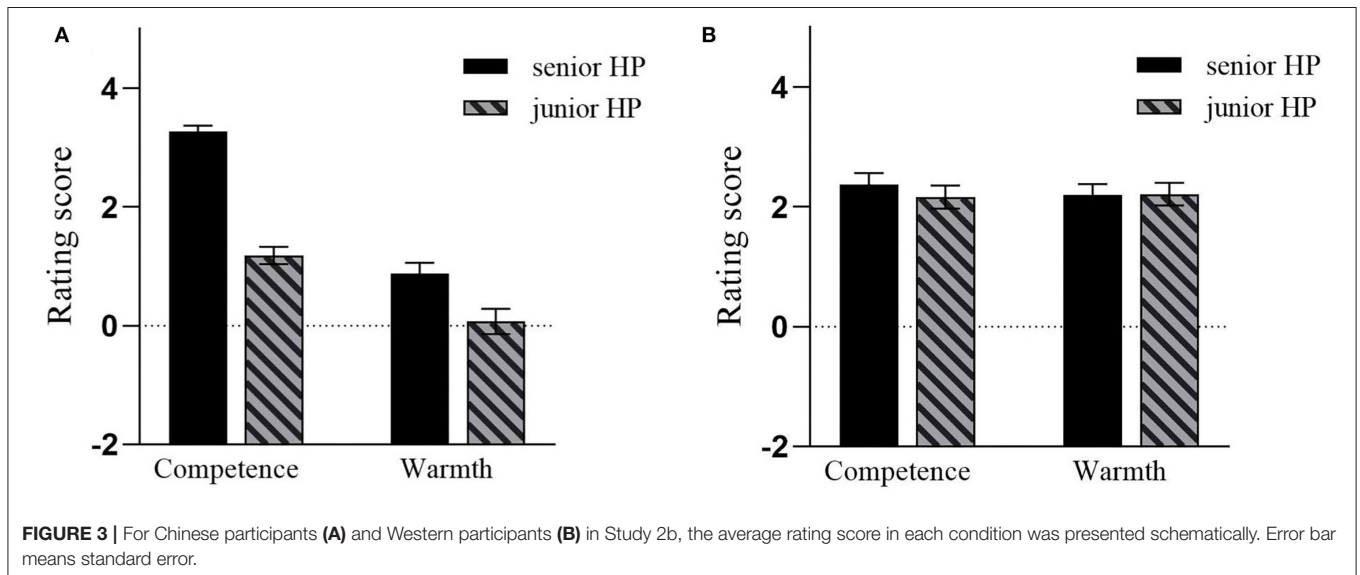 A
senior HP
junior HP
Rating score
4
2
0
-2
Competence Warmth
B
senior HP
junior HP
Rating score
4
2
0
-2
Competence Warmth
FIGURE 3 | For Chinese participants (A) and Western participants (B) in Study 2b, the average rating score in each condition was presented schematically. Error bar
means standard error.